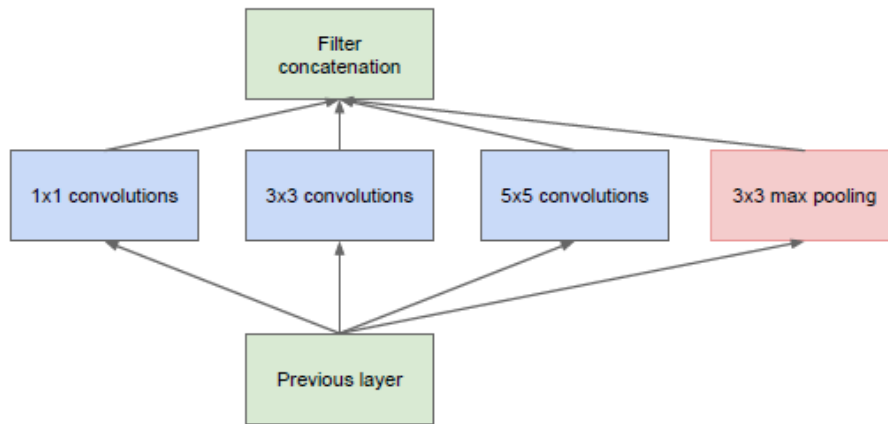 Filter
concatenation
1x1 convolutions
3x3 convolutions
5x5 convolutions
3x3 max pooling
Previous layer